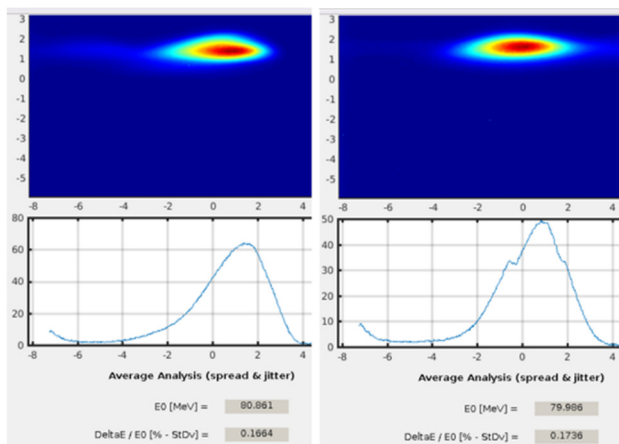 3
2
1
0
-1
-2
-3
-4
-5
-8 -6 -4 -2 0 2 4
80
60
40
20
0
-8 -6 -4 -2 0 2 4
Average Analysis (spread & jitter)
E0 [MeV] = 80.861
DeltaE / E0 [% - StDv] = 0.1664
3
2
1
0
-1
-2
-3
-4
-5
-8 -6 -4 -2 0 2 4
50
40
30
20
10
0
-8 -6 -4 -2 0 2 4
Average Analysis (spread & jitter)
E0 [MeV] = 79.986
DeltaE / E0 [% - StDv] = 0.1736